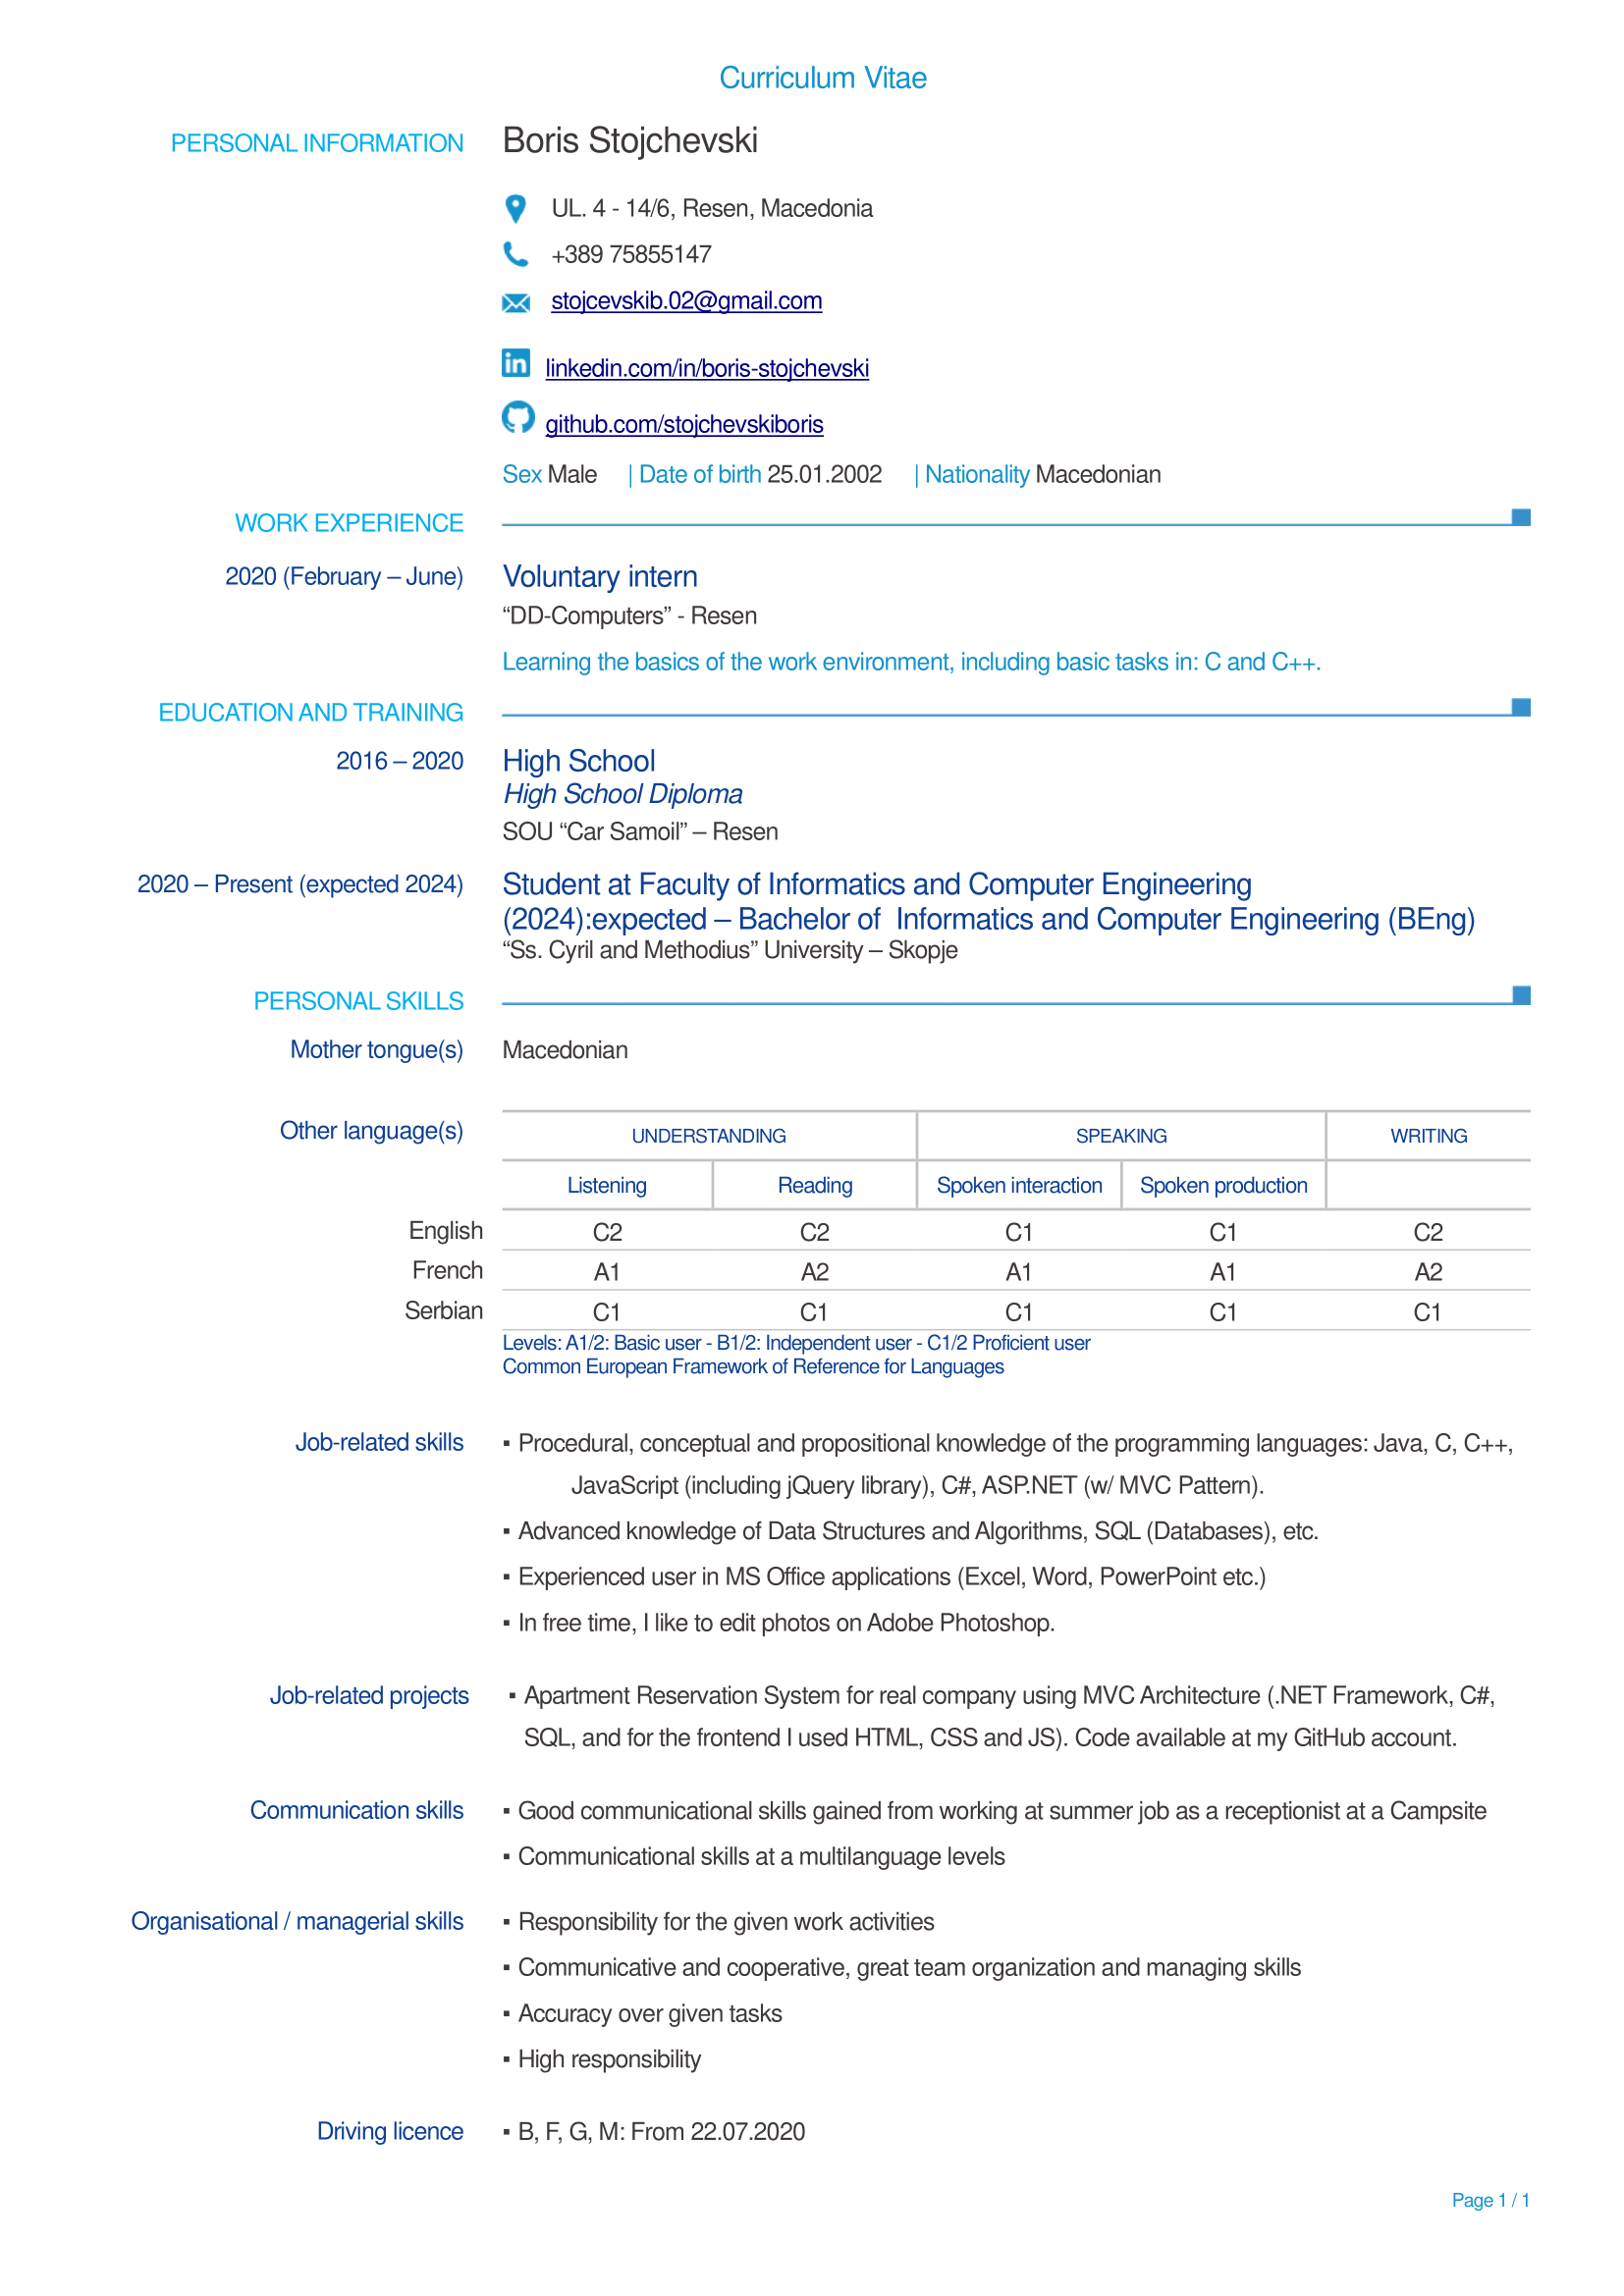 Curriculum Vitae
PERSONAL INFORMATION Boris Stojchevski
UL. 4 - 14/6, Resen, Macedonia
+389 75855147
stojcevskib.02@gmail.com
linkedin.com/in/boris-stojchevski
github.com/stojchevskiboris
Sex Male | Date of birth 25.01.2002 | Nationality Macedonian
WORK EXPERIENCE
2020 (February – June) Voluntary intern
“DD-Computers” - Resen
Learning the basics of the work environment, including basic tasks in: C and C++.
EDUCATION AND TRAINING
2016 – 2020 High School
High School Diploma
SOU “Car Samoil” – Resen
2020 – Present (expected 2024) Student at Faculty of Informatics and Computer Engineering
(2024):expected – Bachelor of Informatics and Computer Engineering (BEng)
“Ss. Cyril and Methodius” University – Skopje
PERSONAL SKILLS
Mother tongue(s) Macedonian
Other language(s) UNDERSTANDING SPEAKING WRITING
Listening Reading Spoken interaction Spoken production
English C2 C2 C1 C1 C2
French A1 A2 A1 A1 A2
Serbian C1 C1 C1 C1 C1
Levels: A1/2: Basic user - B1/2: Independent user - C1/2 Proficient user
Common European Framework of Reference for Languages
Job-related skills ▪ Procedural, conceptual and propositional knowledge of the programming languages: Java, C, C++,
JavaScript (including jQuery library), C#, ASP.NET (w/ MVC Pattern).
▪ Advanced knowledge of Data Structures and Algorithms, SQL (Databases), etc.
▪ Experienced user in MS Office applications (Excel, Word, PowerPoint etc.)
▪ In free time, I like to edit photos on Adobe Photoshop.
Job-related projects ▪ Apartment Reservation System for real company using MVC Architecture (.NET Framework, C#,
SQL, and for the frontend I used HTML, CSS and JS). Code available at my GitHub account.
Communication skills ▪ Good communicational skills gained from working at summer job as a receptionist at a Campsite
▪ Communicational skills at a multilanguage levels
Organisational / managerial skills ▪ Responsibility for the given work activities
▪ Communicative and cooperative, great team organization and managing skills
▪ Accuracy over given tasks
▪ High responsibility
Driving licence ▪ B, F, G, M: From 22.07.2020
Page 1 / 1